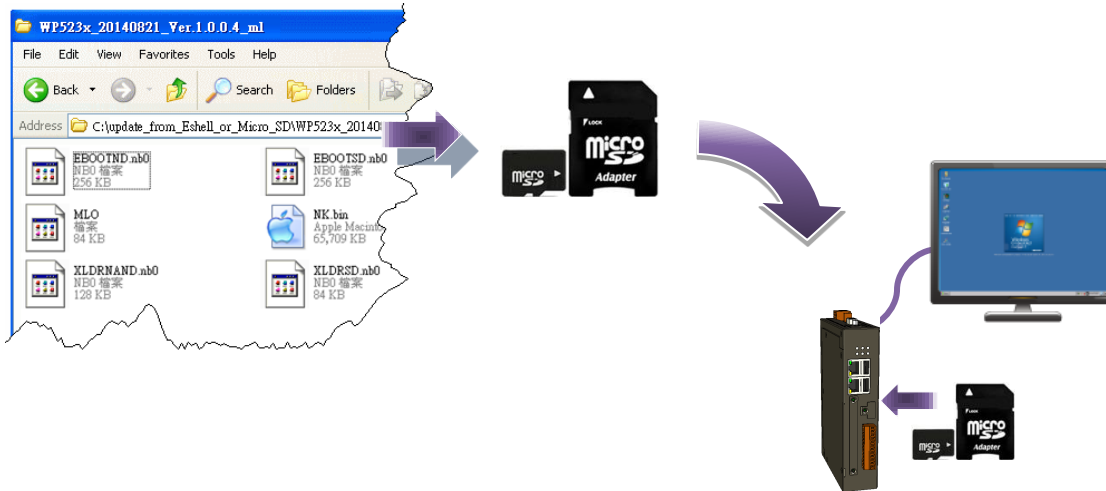 WP523x_20140821_Ver.1.0.0.4_ml
File Edit View Favorites Tools Help
Back Search Folders
Address C:\update_from_Eshell_or_Micro_SD\WP523x_20140
EBOOTND.nb0
NB0 檔案
256 KB
EBOOTSD.nb0
NB0 檔案
256 KB
MLO
檔案
84 KB
NK.bin
Apple Macint
65,709 KB
XLDRNAND.nb0
NB0 檔案
128 KB
XLDRSD.nb0
NB0 檔案
84 KB
micro SD
LOCK
micro SD
Adapter
micro SD
LOCK
micro SD
Adapter